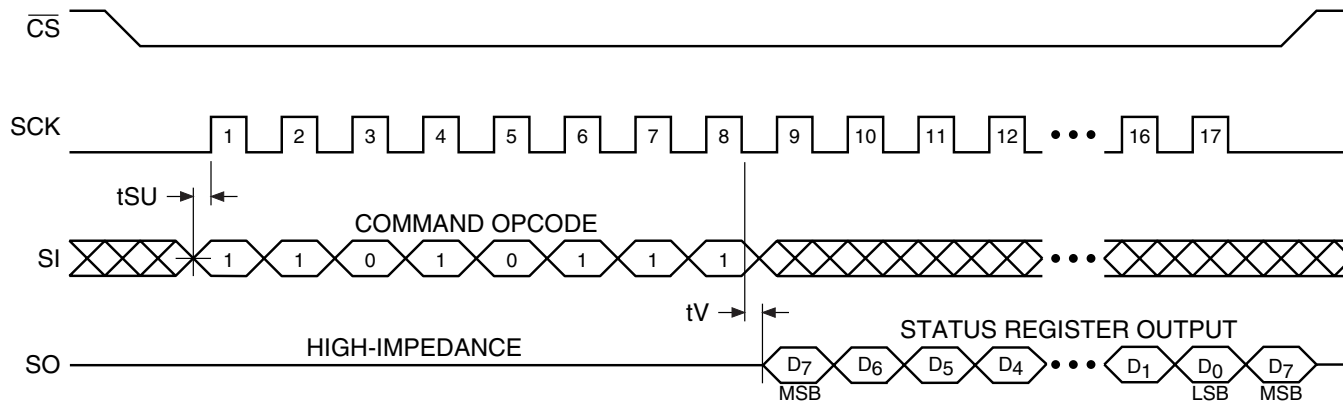 CS
SCK 1 2 3 4 5 6 7 8 9 10 11 12 ••• 16 17
tSU
COMMAND OPCODE
SI 1 1 0 1 0 1 1 1 •••
tV
HIGH-IMPEDANCE STATUS REGISTER OUTPUT
SO D7 D6 D5 D4 ••• D1 D0 D7
MSB LSB MSB